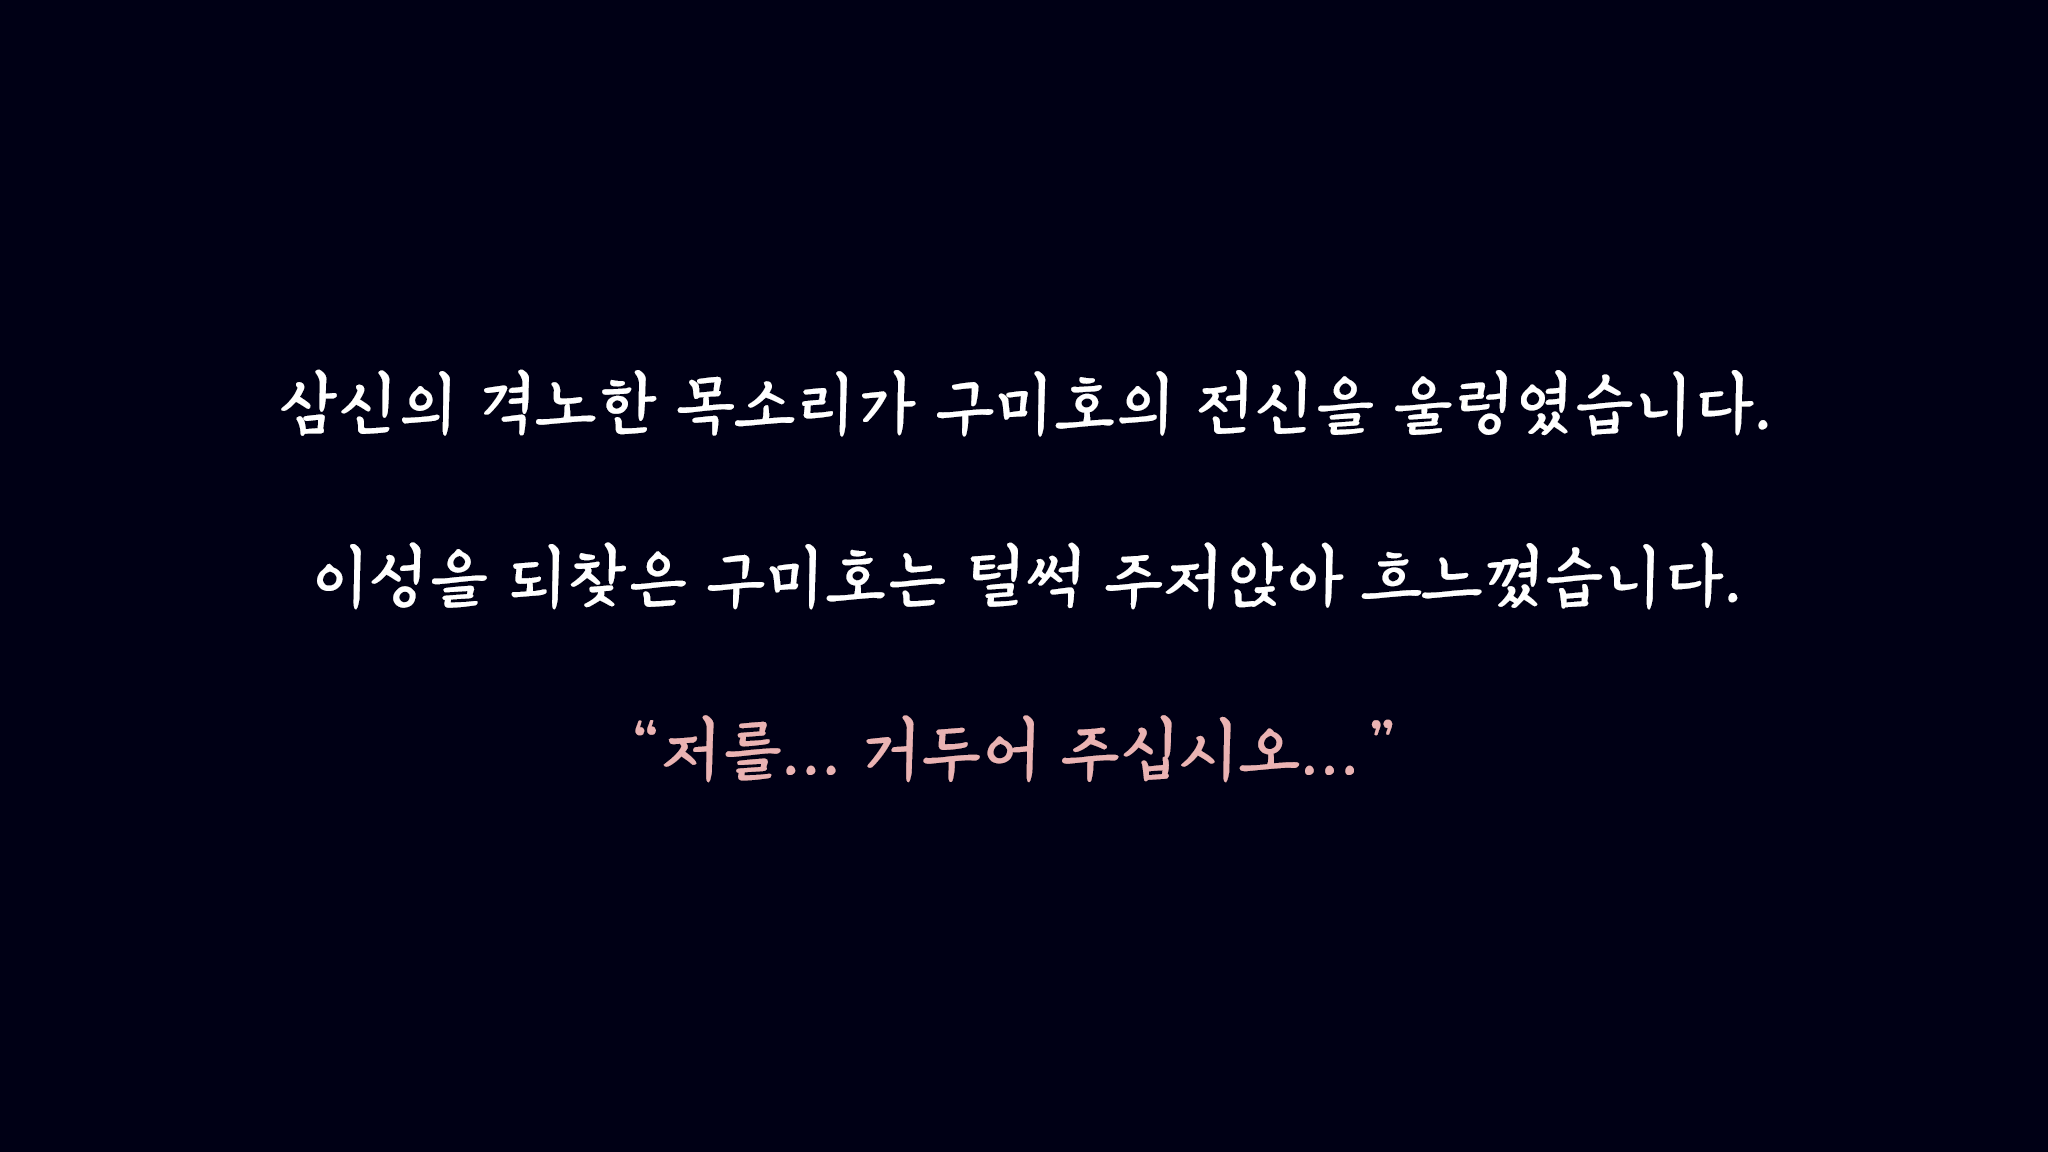 삼신의 격노한 목소리가 구미호의 전신을 울렁였습니다.
이성을 되찾은 구미호는 털썩 주저앉아 흐느꼈습니다.
“저를... 거두어 주십시오...”